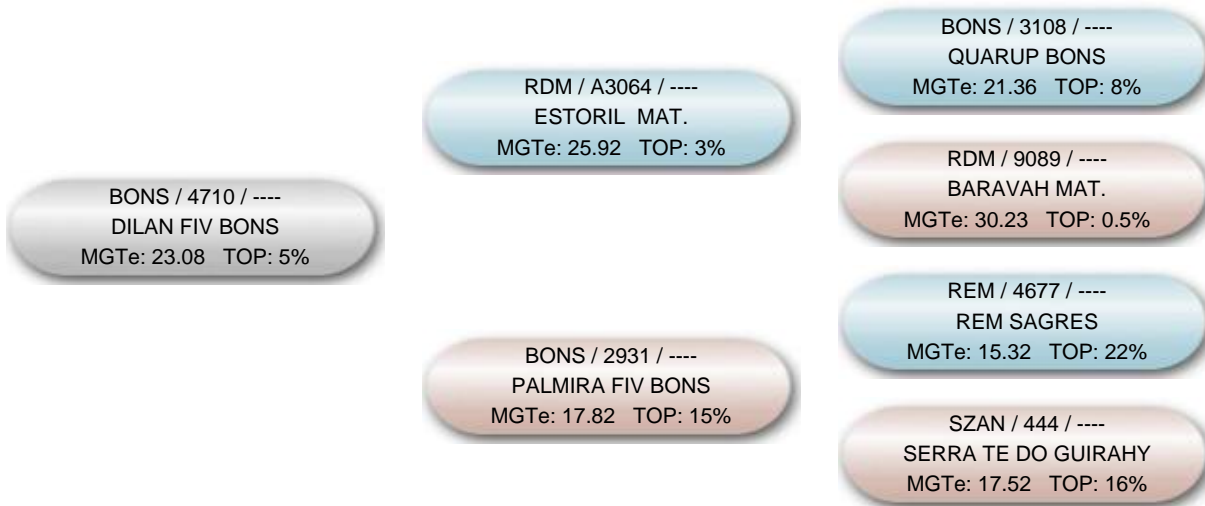 BONS / 4710 / ----
DILAN FIV BONS
MGTe: 23.08 TOP: 5%
RDM / A3064 / ----
ESTORIL MAT.
MGTe: 25.92 TOP: 3%
BONS / 2931 / ----
PALMIRA FIV BONS
MGTe: 17.82 TOP: 15%
BONS / 3108 / ----
QUARUP BONS
MGTe: 21.36 TOP: 8%
RDM / 9089 / ----
BARAVAH MAT.
MGTe: 30.23 TOP: 0.5%
REM / 4677 / ----
REM SAGRES
MGTe: 15.32 TOP: 22%
SZAN / 444 / ----
SERRA TE DO GUIRAHY
MGTe: 17.52 TOP: 16%